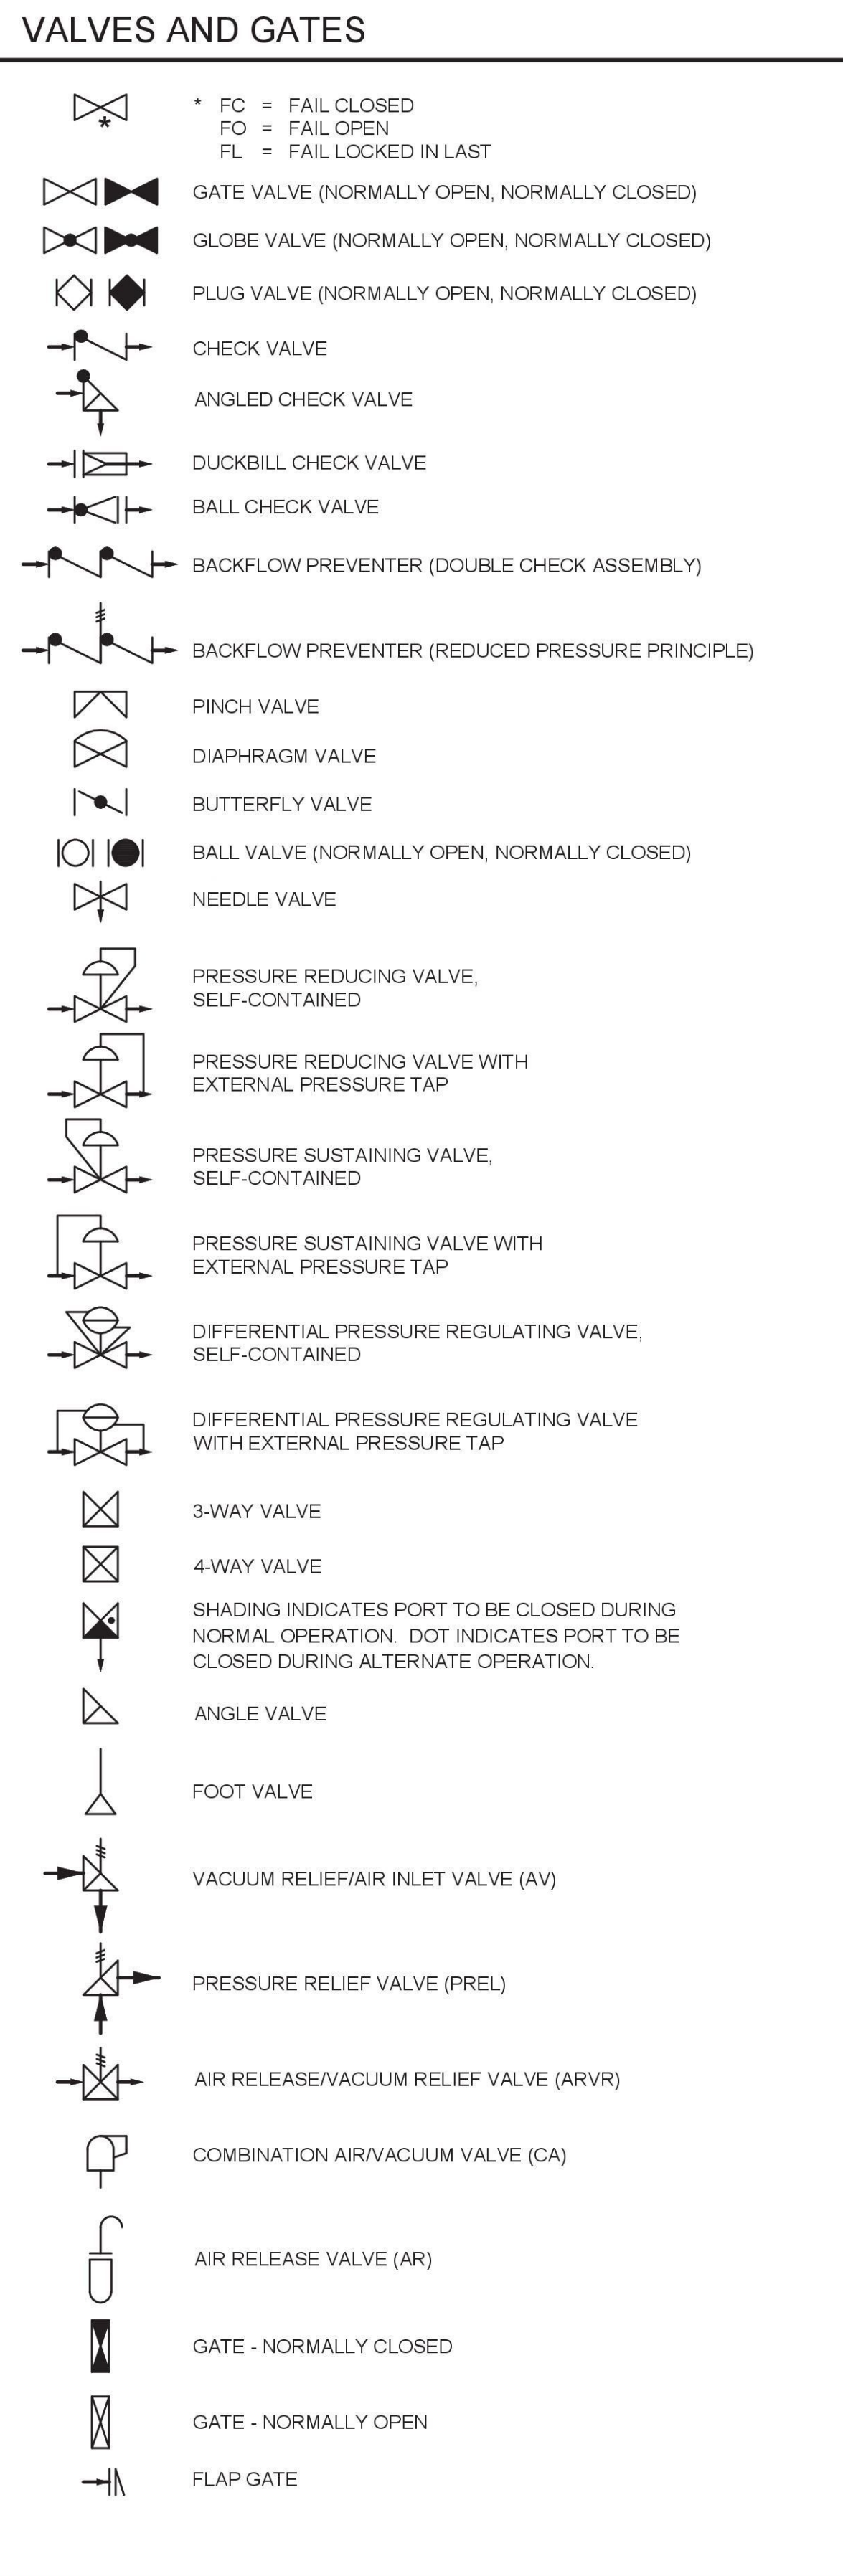 VALVES AND GATES
* FC = FAIL CLOSED
FO = FAIL OPEN
FL = FAIL LOCKED IN LAST
*
GATE VALVE (NORMALLY OPEN, NORMALLY CLOSED)
GLOBE VALVE (NORMALLY OPEN, NORMALLY CLOSED)
PLUG VALVE (NORMALLY OPEN, NORMALLY CLOSED)
CHECK VALVE
ANGLED CHECK VALVE
DUCKBILL CHECK VALVE
BALL CHECK VALVE
BACKFLOW PREVENTER (DOUBLE CHECK ASSEMBLY)
BACKFLOW PREVENTER (REDUCED PRESSURE PRINCIPLE)
PINCH VALVE
DIAPHRAGM VALVE
BUTTERFLY VALVE
BALL VALVE (NORMALLY OPEN, NORMALLY CLOSED)
NEEDLE VALVE
PRESSURE REDUCING VALVE,
SELF-CONTAINED
PRESSURE REDUCING VALVE WITH
EXTERNAL PRESSURE TAP
PRESSURE SUSTAINING VALVE,
SELF-CONTAINED
PRESSURE SUSTAINING VALVE WITH
EXTERNAL PRESSURE TAP
DIFFERENTIAL PRESSURE REGULATING VALVE,
SELF-CONTAINED
DIFFERENTIAL PRESSURE REGULATING VALVE
WITH EXTERNAL PRESSURE TAP
3-WAY VALVE
4-WAY VALVE
SHADING INDICATES PORT TO BE CLOSED DURING
NORMAL OPERATION. DOT INDICATES PORT TO BE
CLOSED DURING ALTERNATE OPERATION.
ANGLE VALVE
FOOT VALVE
VACUUM RELIEF/AIR INLET VALVE (AV)
PRESSURE RELIEF VALVE (PREL)
AIR RELEASE/VACUUM RELIEF VALVE (ARVR)
COMBINATION AIR/VACUUM VALVE (CA)
AIR RELEASE VALVE (AR)
GATE - NORMALLY CLOSED
GATE - NORMALLY OPEN
FLAP GATE